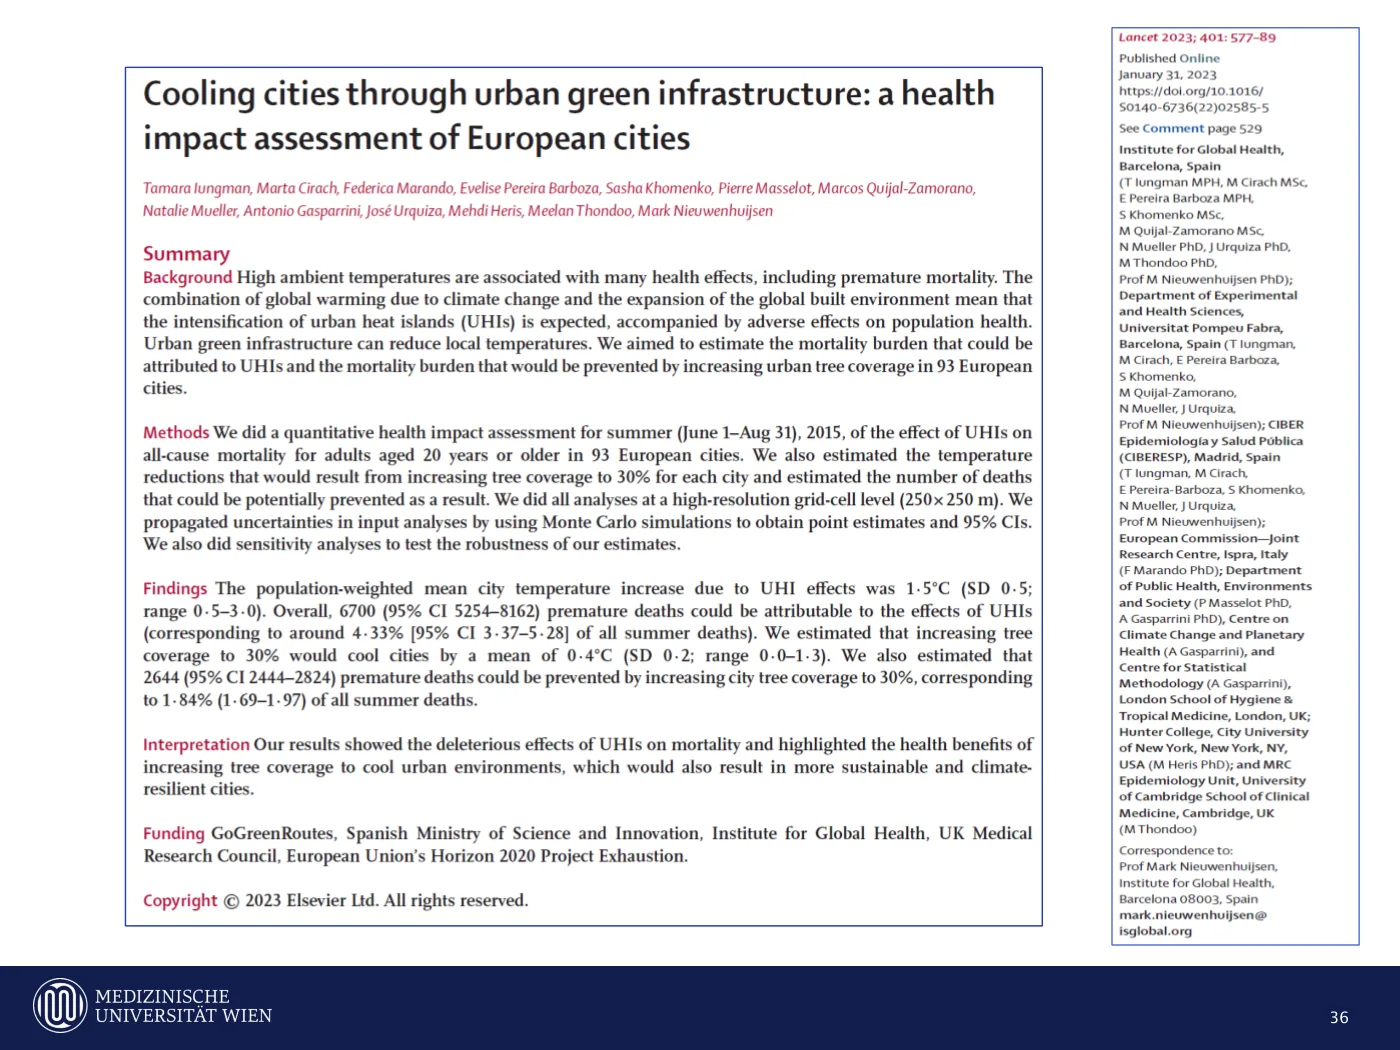 Cooling cities through urban green infrastructure: a health
impact assessment of European cities
Tamara Iungman, Marta Cirach, Federica Marando, Evelise Pereira Barboza, Sasha Khomenko, Pierre Masselot, Marcos Quijal-Zamorano,
Natalie Mueller, Antonio Gasparrini, José Urquiza, Mehdi Heris, Meelan Thondoo, Mark Nieuwenhuijsen
Summary
Background High ambient temperatures are associated with many health effects, including premature mortality. The
combination of global warming due to climate change and the expansion of the global built environment mean that
the intensification of urban heat islands (UHIs) is expected, accompanied by adverse effects on population health.
Urban green infrastructure can reduce local temperatures. We aimed to estimate the mortality burden that could be
attributed to UHIs and the mortality burden that would be prevented by increasing urban tree coverage in 93 European
cities.
Methods We did a quantitative health impact assessment for summer (June 1–Aug 31), 2015, of the effect of UHIs on
all-cause mortality for adults aged 20 years or older in 93 European cities. We also estimated the temperature
reductions that would result from increasing tree coverage to 30% for each city and estimated the number of deaths
that could be potentially prevented as a result. We did all analyses at a high-resolution grid-cell level (250 × 250 m). We
propagated uncertainties in input analyses by using Monte Carlo simulations to obtain point estimates and 95% CIs.
We also did sensitivity analyses to test the robustness of our estimates.
Findings The population-weighted mean city temperature increase due to UHI effects was 1·5°C (SD 0·5;
range 0·5–3·0). Overall, 6700 (95% CI 5254–8162) premature deaths could be attributable to the effects of UHIs
(corresponding to around 4·33% [95% CI 3·37–5·28] of all summer deaths). We estimated that increasing tree
coverage to 30% would cool cities by a mean of 0·4°C (SD 0·2; range 0·0–1·3). We also estimated that
2644 (95% CI 2444–2824) premature deaths could be prevented by increasing city tree coverage to 30%, corresponding
to 1·84% (1·69–1·97) of all summer deaths.
Interpretation Our results showed the deleterious effects of UHIs on mortality and highlighted the health benefits of
increasing tree coverage to cool urban environments, which would also result in more sustainable and climate-
resilient cities.
Funding GoGreenRoutes, Spanish Ministry of Science and Innovation, Institute for Global Health, UK Medical
Research Council, European Union's Horizon 2020 Project Exhaustion.
Copyright © 2023 Elsevier Ltd. All rights reserved.
Lancet 2023; 401: 577–89
Published Online
January 31, 2023
https://doi.org/10.1016/
S0140-6736(22)02585-5
See Comment page 529
Institute for Global Health,
Barcelona, Spain
(T Iungman MPH, M Cirach MSc,
E Pereira Barboza MPH,
S Khomenko MSc,
M Quijal-Zamorano MSc,
N Mueller PhD, J Urquiza PhD,
M Thondoo PhD,
Prof M Nieuwenhuijsen PhD);
Department of Experimental
and Health Sciences,
Universitat Pompeu Fabra,
Barcelona, Spain (T Iungman,
M Cirach, E Pereira Barboza,
S Khomenko,
M Quijal-Zamorano,
N Mueller, J Urquiza,
Prof M Nieuwenhuijsen); CIBER
Epidemiología y Salud Pública
(CIBERESP), Madrid, Spain
(T Iungman, M Cirach,
E Pereira-Barboza, S Khomenko,
N Mueller, J Urquiza,
Prof M Nieuwenhuijsen);
European Commission—Joint
Research Centre, Ispra, Italy
(F Marando PhD); Department
of Public Health, Environments
and Society (P Masselot PhD,
A Gasparrini PhD), Centre on
Climate Change and Planetary
Health (A Gasparrini), and
Centre for Statistical
Methodology (A Gasparrini),
London School of Hygiene &
Tropical Medicine, London, UK;
Hunter College, City University
of New York, New York, NY,
USA (M Heris PhD); and MRC
Epidemiology Unit, University
of Cambridge School of Clinical
Medicine, Cambridge, UK
(M Thondoo)
Correspondence to:
Prof Mark Nieuwenhuijsen,
Institute for Global Health,
Barcelona 08003, Spain
mark.nieuwenhuijsen@
isglobal.org
MEDIZINISCHE
UNIVERSITÄT WIEN
36